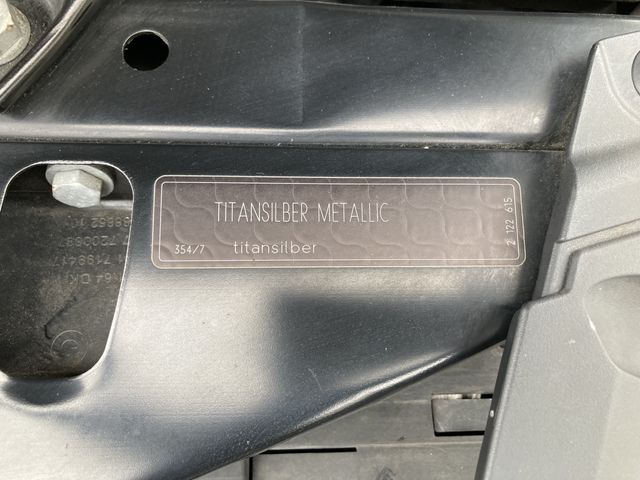 TITANSILBER METALLIC
354/7 titansilber
2 122 615